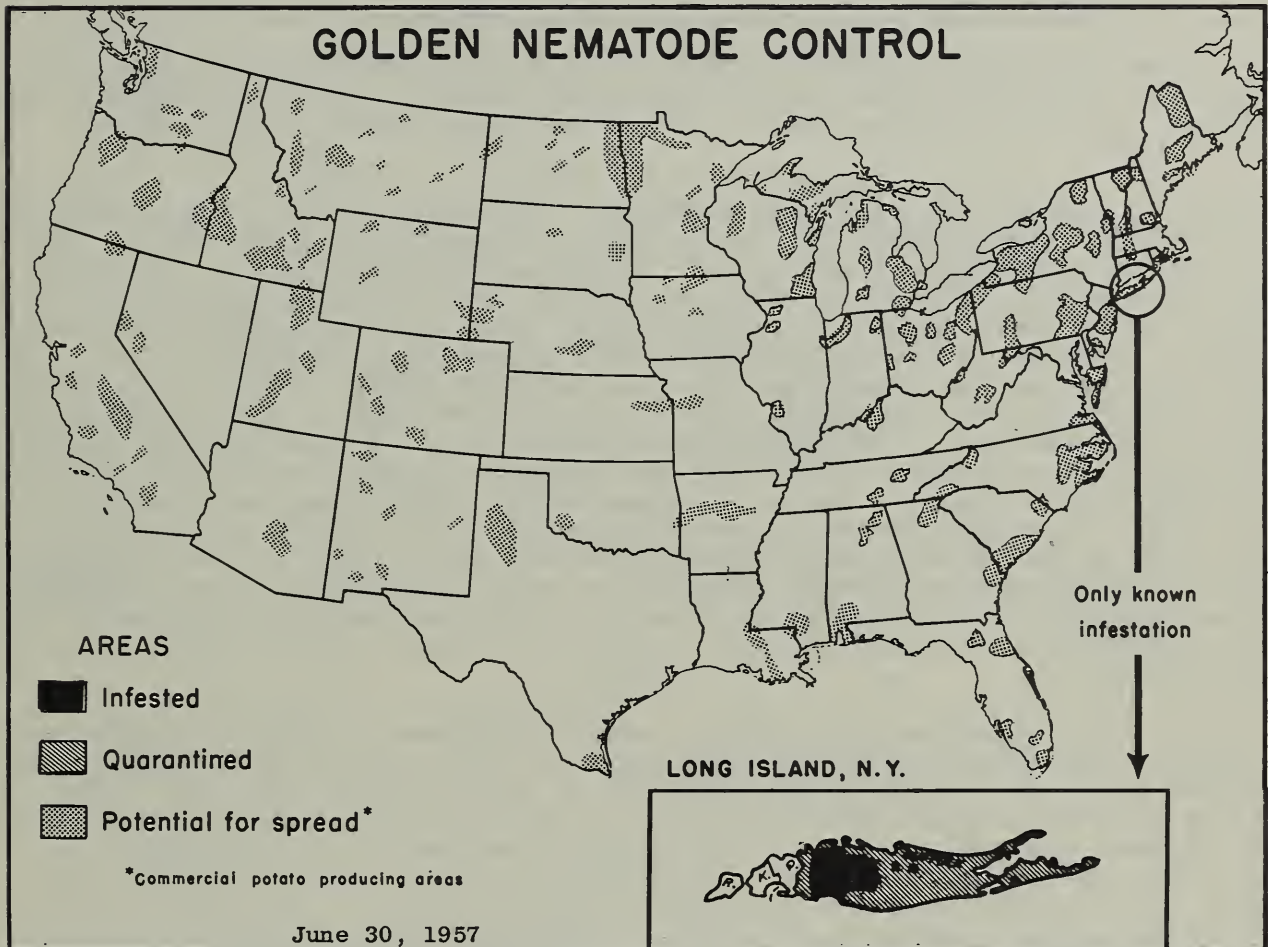 GOLDEN NEMATODE CONTROL
Only known
infestation
AREAS
Infested
Quarantined
Potential for spread*
*Commercial potato producing areas
June 30, 1957
LONG ISLAND, N.Y.
R.
K.
Q.